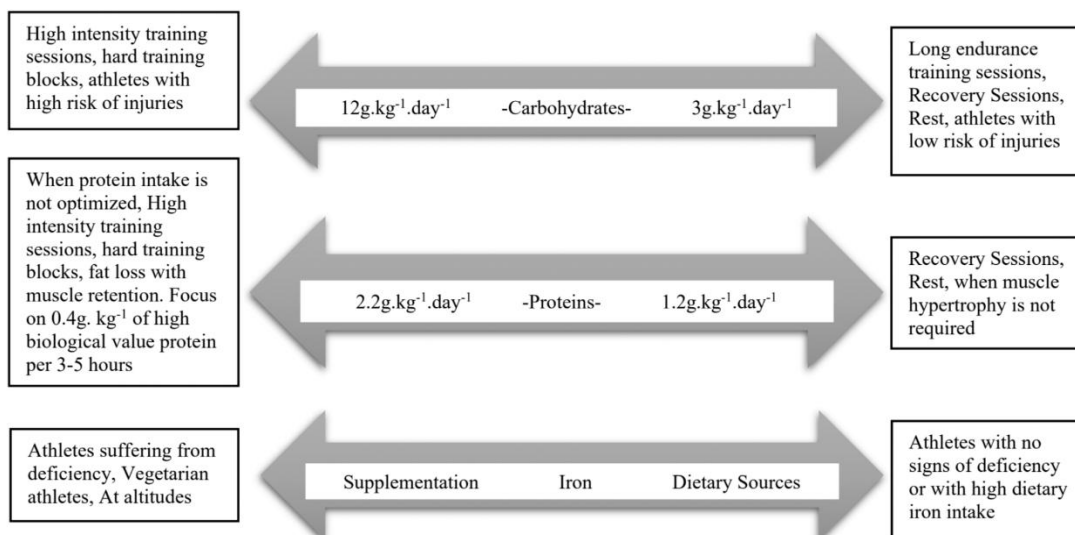 High intensity training
sessions, hard training
blocks, athletes with
high risk of injuries
12g.kg⁻¹.day⁻¹ -Carbohydrates- 3g.kg⁻¹.day⁻¹
Long endurance
training sessions,
Recovery Sessions,
Rest, athletes with
low risk of injuries
When protein intake is
not optimized, High
intensity training
sessions, hard training
blocks, fat loss with
muscle retention. Focus
on 0.4g. kg⁻¹ of high
biological value protein
per 3-5 hours
2.2g.kg⁻¹.day⁻¹ -Proteins- 1.2g.kg⁻¹.day⁻¹
Recovery Sessions,
Rest, when muscle
hypertrophy is not
required
Athletes suffering from
deficiency, Vegetarian
athletes, At altitudes
Supplementation Iron Dietary Sources
Athletes with no
signs of deficiency
or with high dietary
iron intake